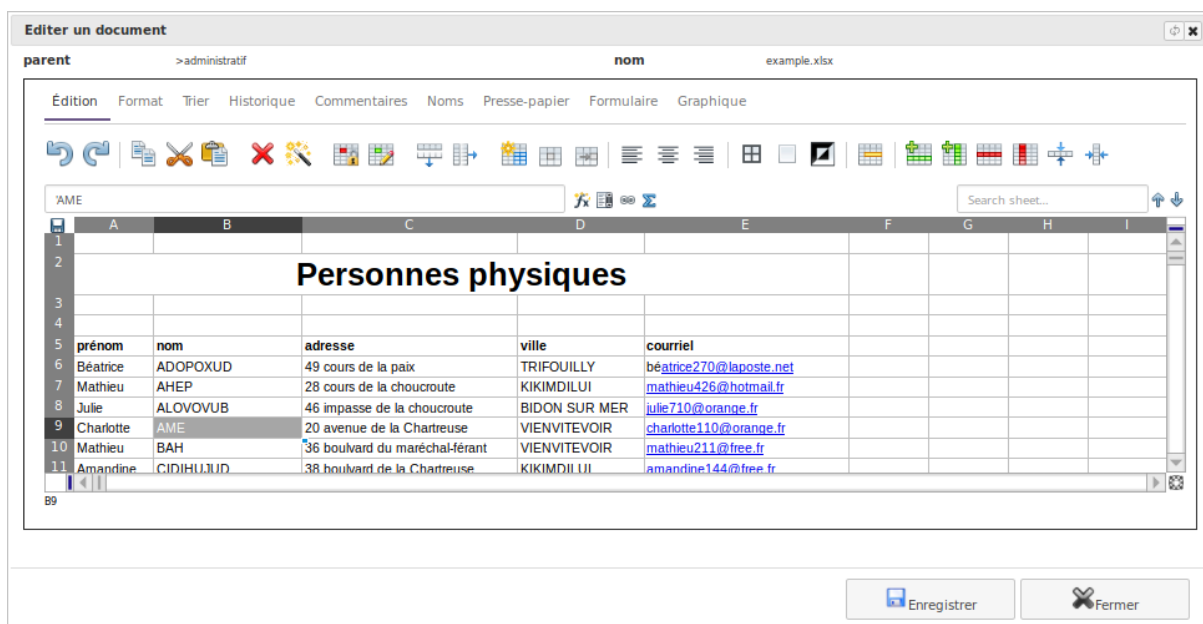 Editer un document
parent >administratif nom example.xlsx
Édition Format Trier Historique Commentaires Noms Presse-papier Formulaire Graphique
'AME Search sheet...
A B C D E F G H I
1
2 Personnes physiques
3
4
5 prénom nom adresse ville courriel
6 Béatrice ADOPOXUD 49 cours de la paix TRIFOUILLY béatrice270@laposte.net
7 Mathieu AHEP 28 cours de la choucroute KIKIMDILUI mathieu426@hotmail.fr
8 Julie ALOVOVUB 46 impasse de la choucroute BIDON SUR MER julie710@orange.fr
9 Charlotte AME 20 avenue de la Chartreuse VIENVITEVOIR charlotte110@orange.fr
10 Mathieu BAH 36 boulvard du maréchal-férant VIENVITEVOIR mathieu211@free.fr
11 Amandine CIDIHUJUD 38 boulvard de la Chartreuse KIKIMDILUI amandine144@free.fr
B9
Enregistrer Fermer